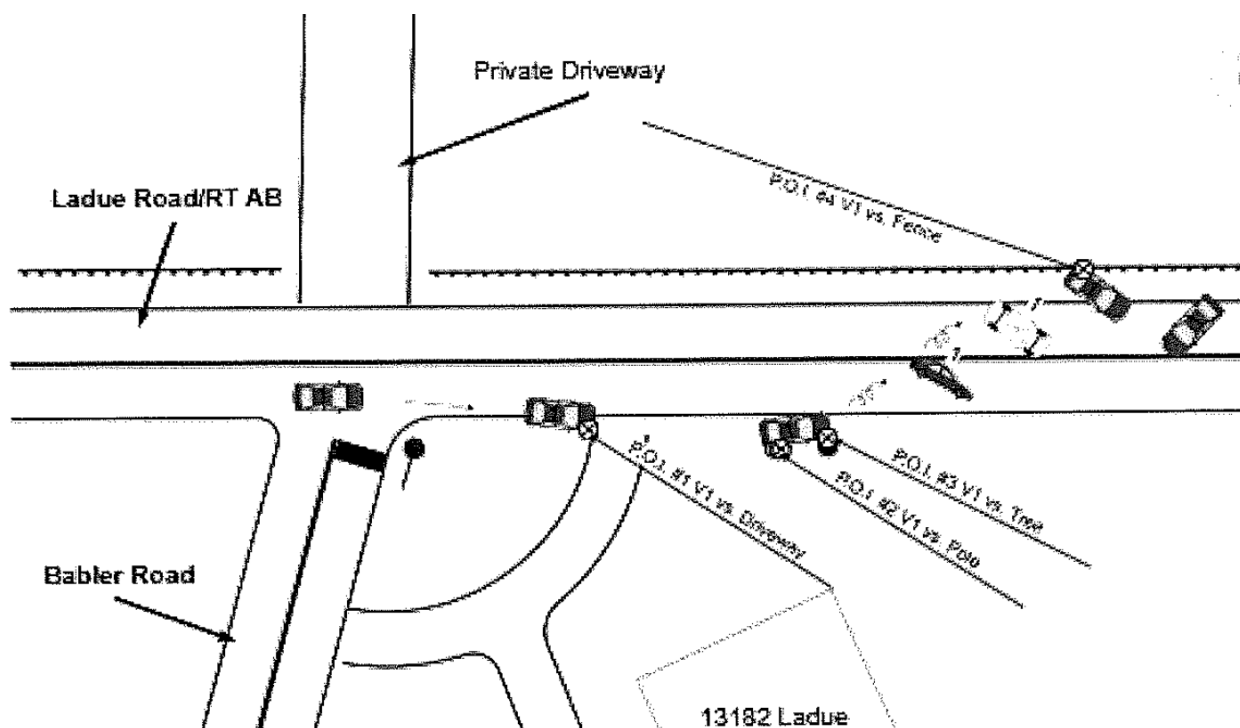 Private Driveway
Ladue Road/RT AB
P.O.I. #4 V1 vs. Fence
P.O.I. #1 V1 vs. Driveway
P.O.I. #3 V1 vs. Tree
P.O.I. #2 V1 vs. Pole
Babler Road
13182 Ladue